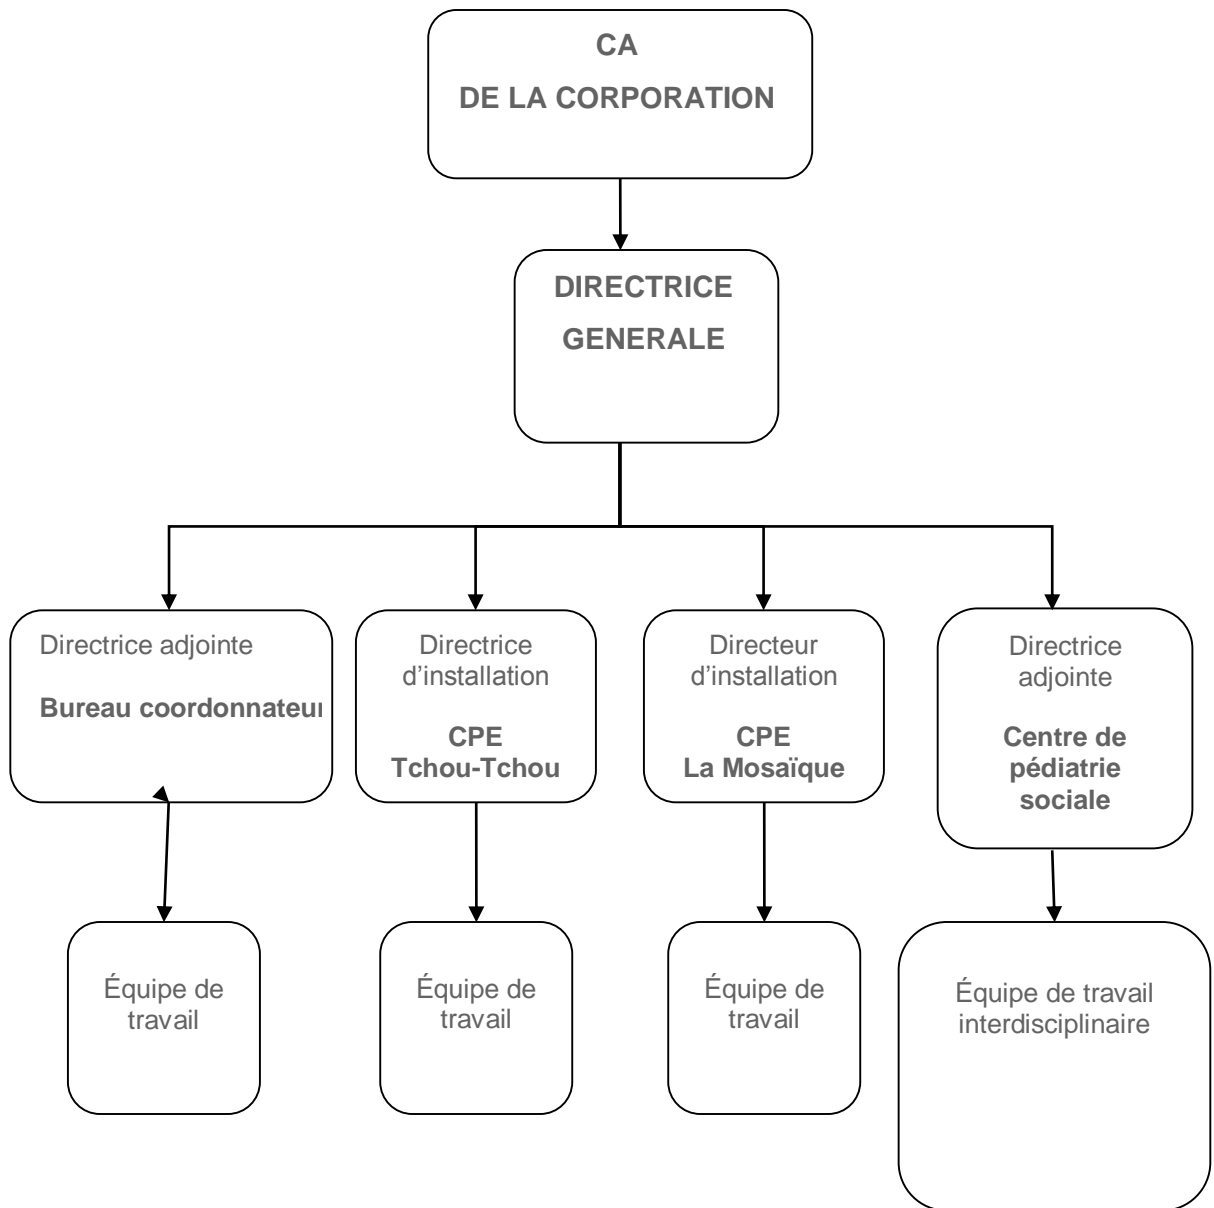 CA
DE LA CORPORATION
DIRECTRICE
GENERALE
Directrice adjointe
Bureau coordonnateur
Directrice
d’installation
CPE
Tchou-Tchou
Directeur
d’installation
CPE
La Mosaïque
Directrice
adjointe
Centre de
pédiatrie
sociale
Équipe de
travail
Équipe de
travail
Équipe de
travail
Équipe de travail
interdisciplinaire